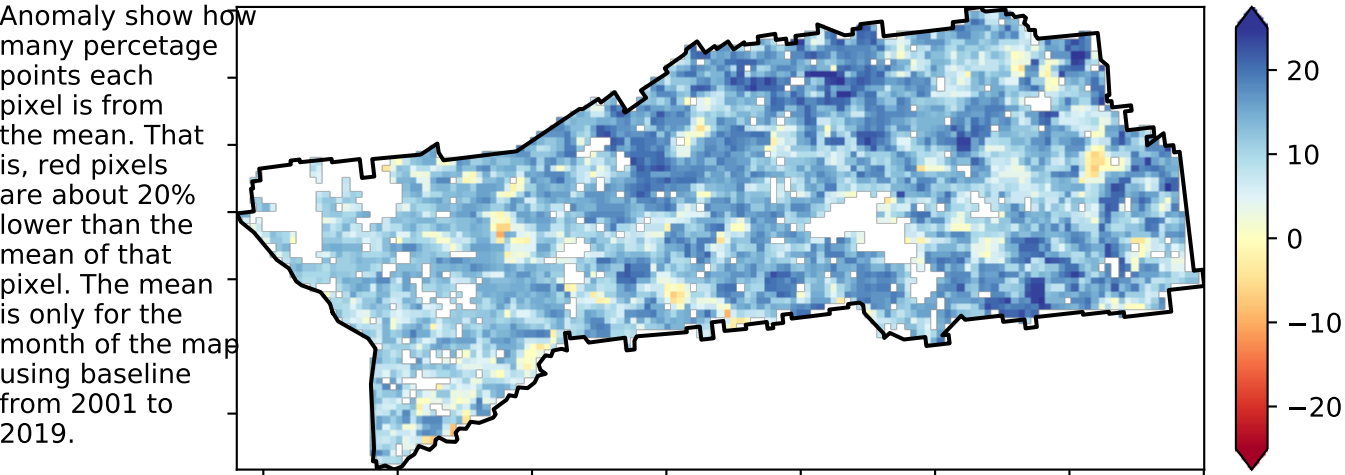 Anomaly show how
many percetage
points each
pixel is from
the mean. That
is, red pixels
are about 20%
lower than the
mean of that
pixel. The mean
is only for the
month of the map
using baseline
from 2001 to
2019.
20
10
0
−10
−20